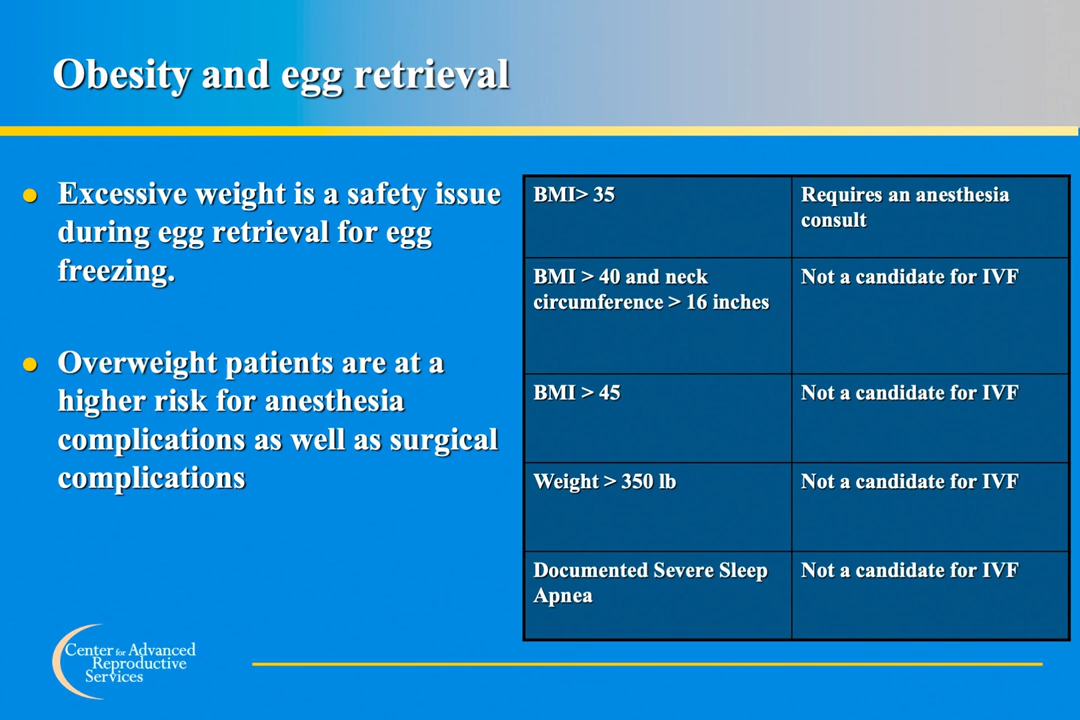 Obesity and egg retrieval
Excessive weight is a safety issue
during egg retrieval for egg
freezing.
Overweight patients are at a
higher risk for anesthesia
complications as well as surgical
complications
BMI> 35
Requires an anesthesia
consult
BMI > 40 and neck
circumference > 16 inches
Not a candidate for IVF
BMI > 45
Not a candidate for IVF
Weight > 350 lb
Not a candidate for IVF
Documented Severe Sleep
Apnea
Not a candidate for IVF
Center for Advanced
Reproductive
Services